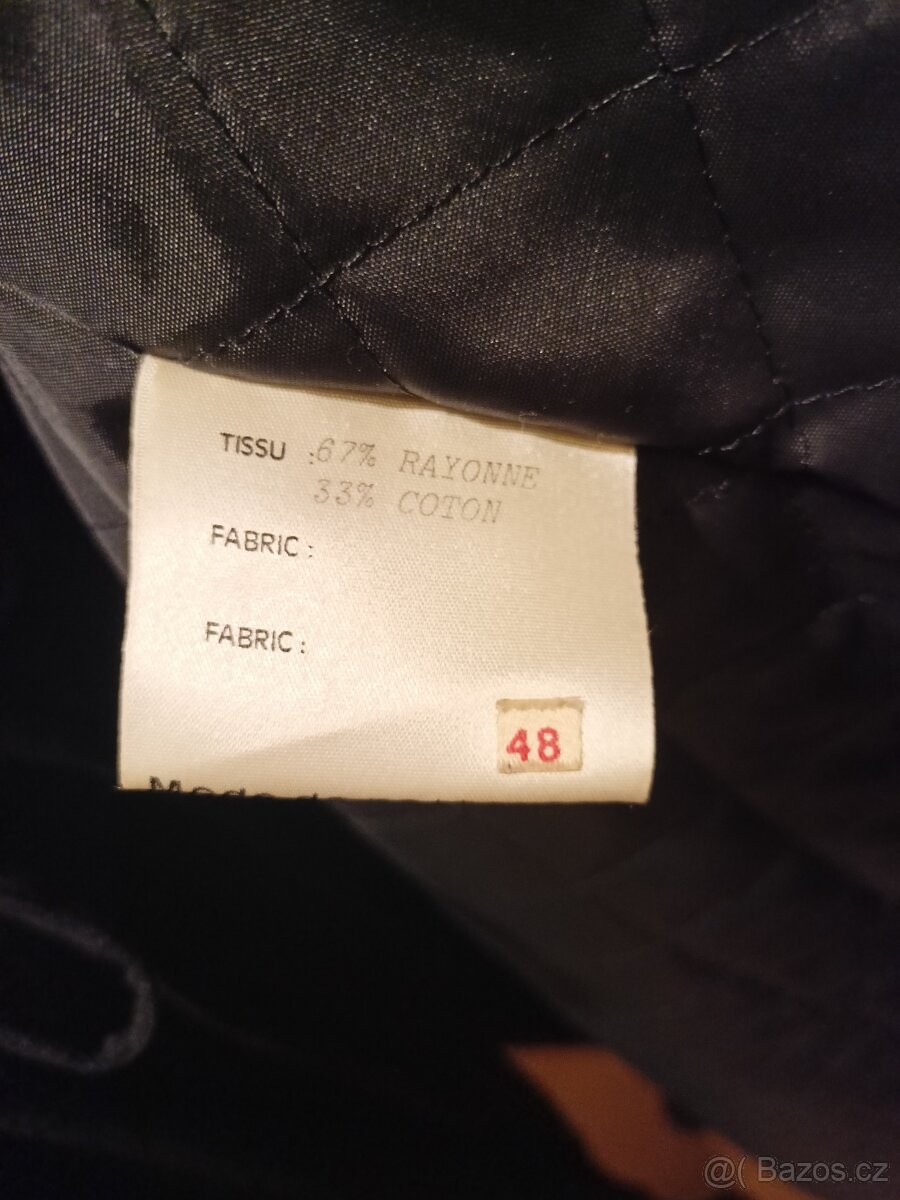 TISSU : 67% RAYONNE
33% COTON
FABRIC :
FABRIC :
48
@( Bazos.cz